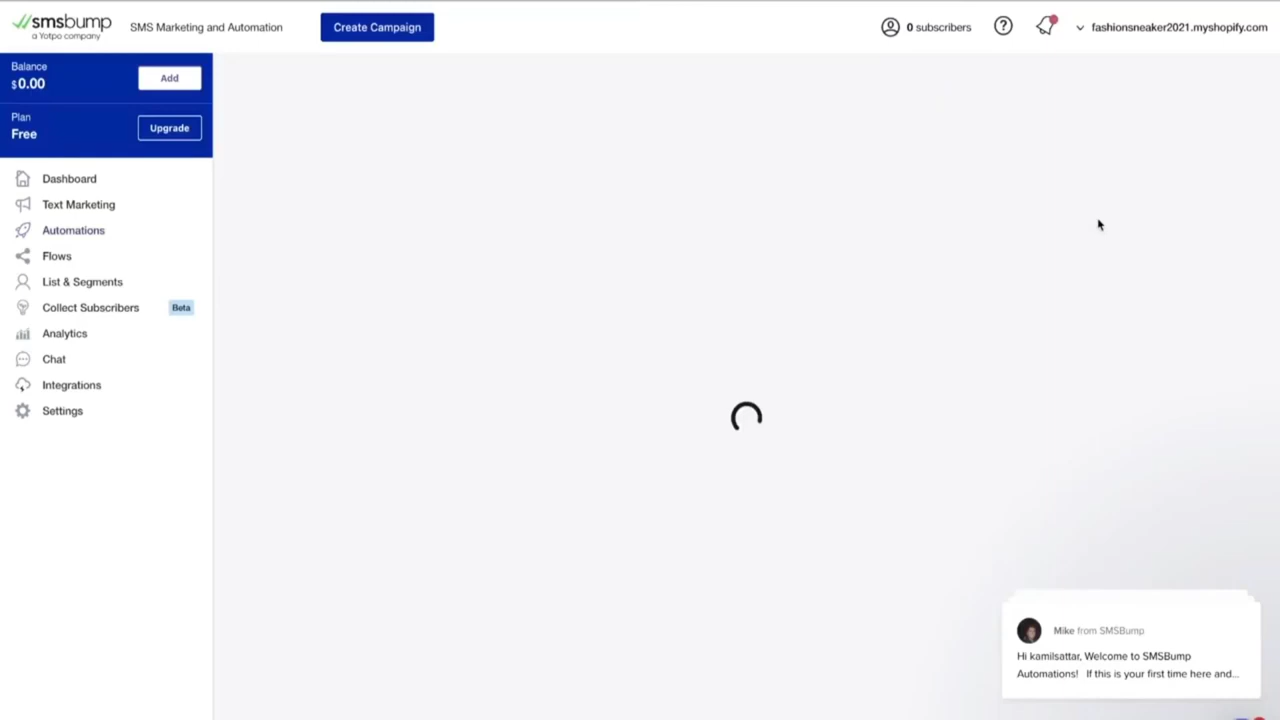 smsbump
a Yotpo company
SMS Marketing and Automation
Create Campaign
0 subscribers
fashionsneaker2021.myshopify.com
Balance
$0.00
Add
Plan
Free
Upgrade
Dashboard
Text Marketing
Automations
Flows
List & Segments
Collect Subscribers Beta
Analytics
Chat
Integrations
Settings
Mike from SMSBump
Hi kamilsattar, Welcome to SMSBump
Automations! If this is your first time here and...